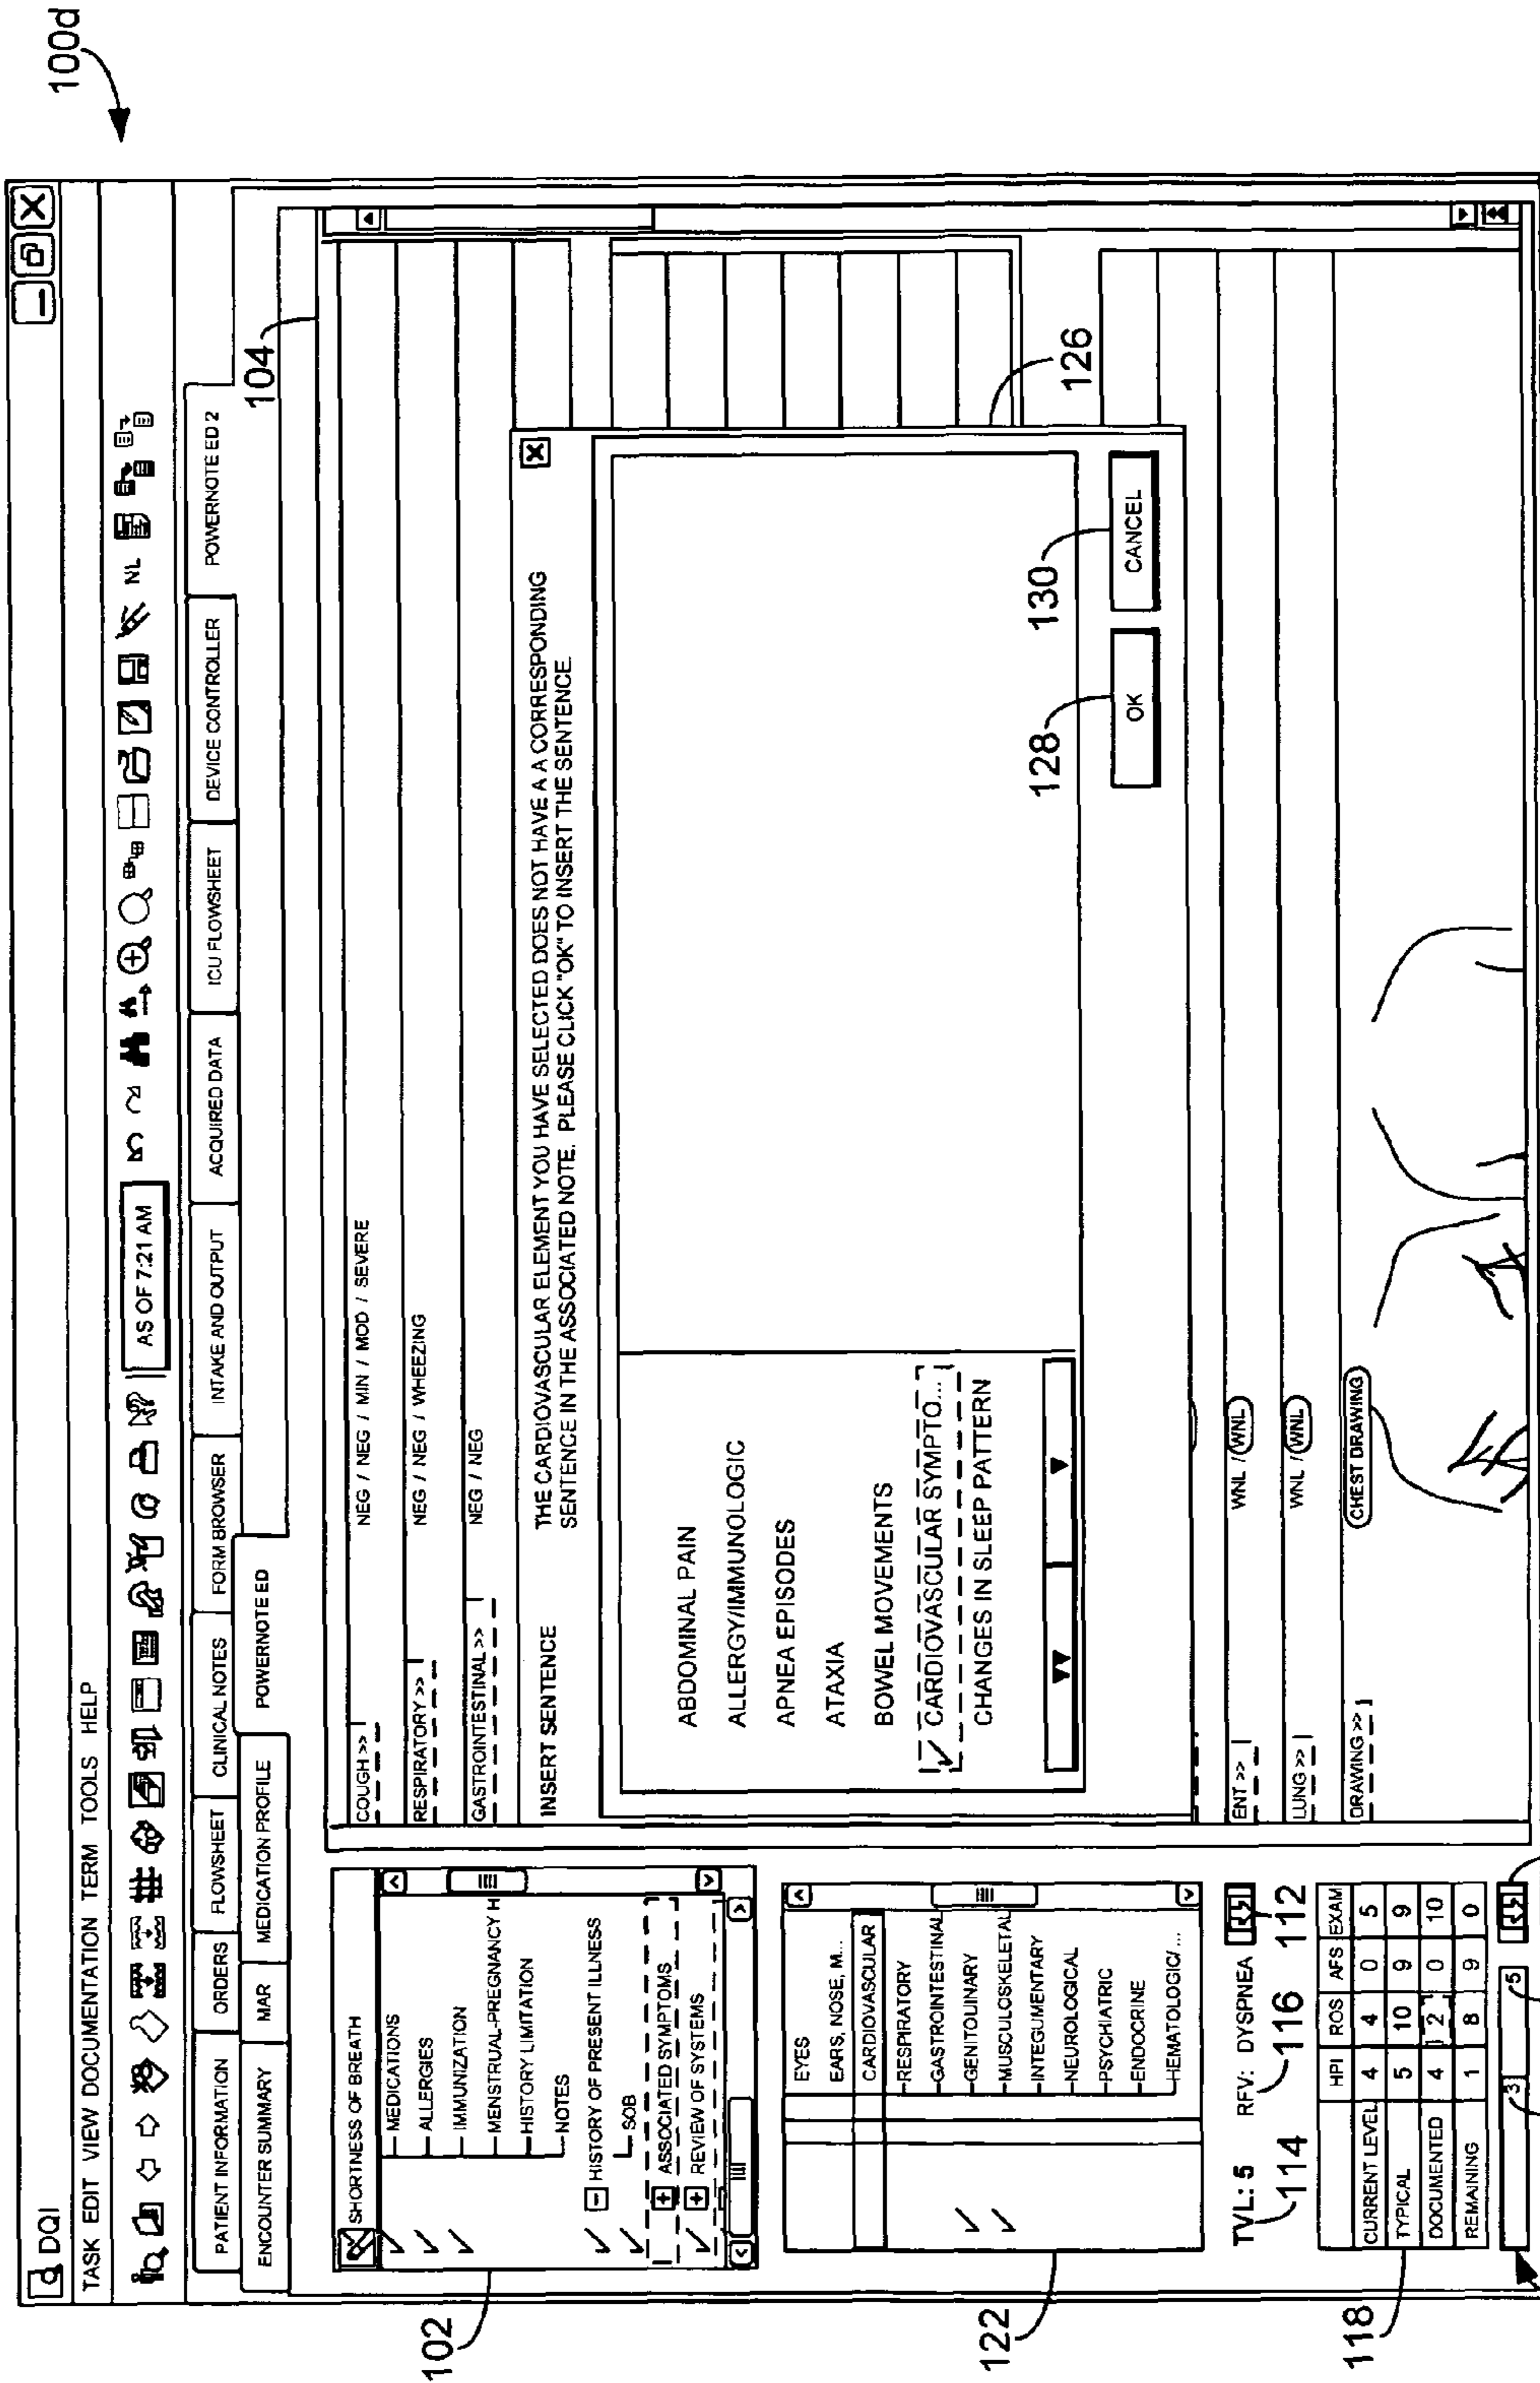 100d
DQI
TASK EDIT VIEW DOCUMENTATION TERM TOOLS HELP
AS OF 7:21 AM
NL
PATIENT INFORMATION ORDERS FLOWSHEET CLINICAL NOTES FORM BROWSER INTAKE AND OUTPUT ACQUIRED DATA ICU FLOWSHEET DEVICE CONTROLLER POWERNOTE ED 2
ENCOUNTER SUMMARY MAR MEDICATION PROFILE POWERNOTE ED
104
102
SHORTNESS OF BREATH
MEDICATIONS
ALLERGIES
IMMUNIZATION
MENSTRUAL-PREGNANCY H
HISTORY LIMITATION
NOTES
HISTORY OF PRESENT ILLNESS
SOB
ASSOCIATED SYMPTOMS
REVIEW OF SYSTEMS
122
EYES
EARS, NOSE, M...
CARDIOVASCULAR
RESPIRATORY
GASTROINTESTINAL
GENITOURINARY
MUSCULOSKELETAL
INTEGUMENTARY
NEUROLOGICAL
PSYCHIATRIC
ENDOCRINE
HEMATOLOGIC/ ...
TVL: 5 RFV: DYSPNEA
114 116 112
118
HPI ROS AFS EXAM
CURRENT LEVEL 4 4 0 5
TYPICAL 5 10 9 9
DOCUMENTED 4 2 0 10
REMAINING 1 8 9 0
3 5
COUGH >> NEG / NEG / MIN / MOD / SEVERE
RESPIRATORY >> NEG / NEG / WHEEZING
GASTROINTESTINAL >> NEG / NEG
INSERT SENTENCE
THE CARDIOVASCULAR ELEMENT YOU HAVE SELECTED DOES NOT HAVE A A CORRESPONDING
SENTENCE IN THE ASSOCIATED NOTE. PLEASE CLICK "OK" TO INSERT THE SENTENCE.
ABDOMINAL PAIN
ALLERGY/IMMUNOLOGIC
APNEA EPISODES
ATAXIA
BOWEL MOVEMENTS
CARDIOVASCULAR SYMPTO...
CHANGES IN SLEEP PATTERN
126
128 130
OK CANCEL
ENT >> WNL / WNL
LUNG >> WNL / WNL
DRAWING >> CHEST DRAWING